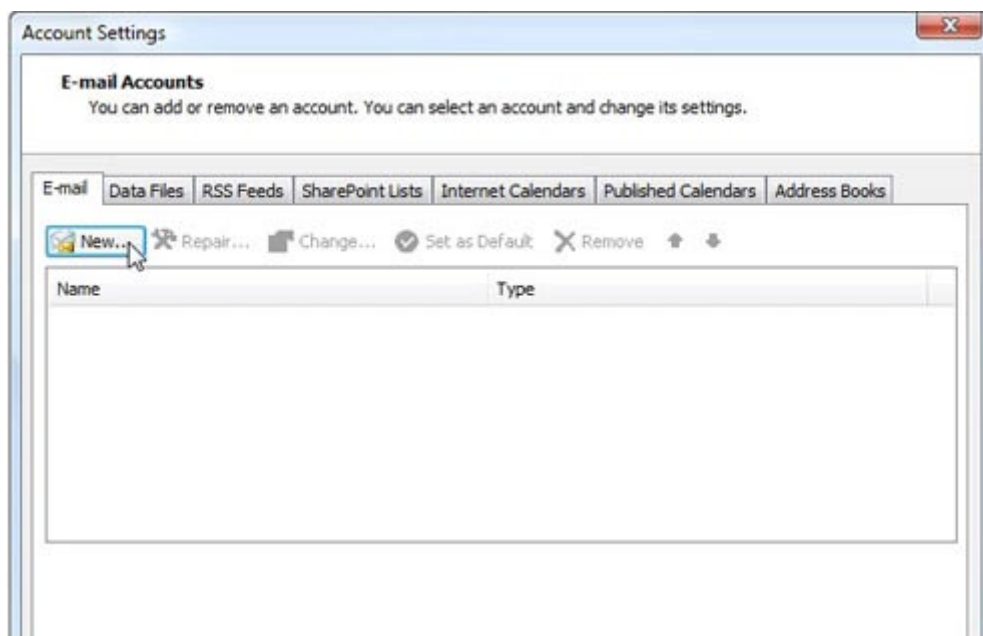 Account Settings
E-mail Accounts
You can add or remove an account. You can select an account and change its settings.
E-mail Data Files RSS Feeds SharePoint Lists Internet Calendars Published Calendars Address Books
New... Repair... Change... Set as Default Remove
Name Type